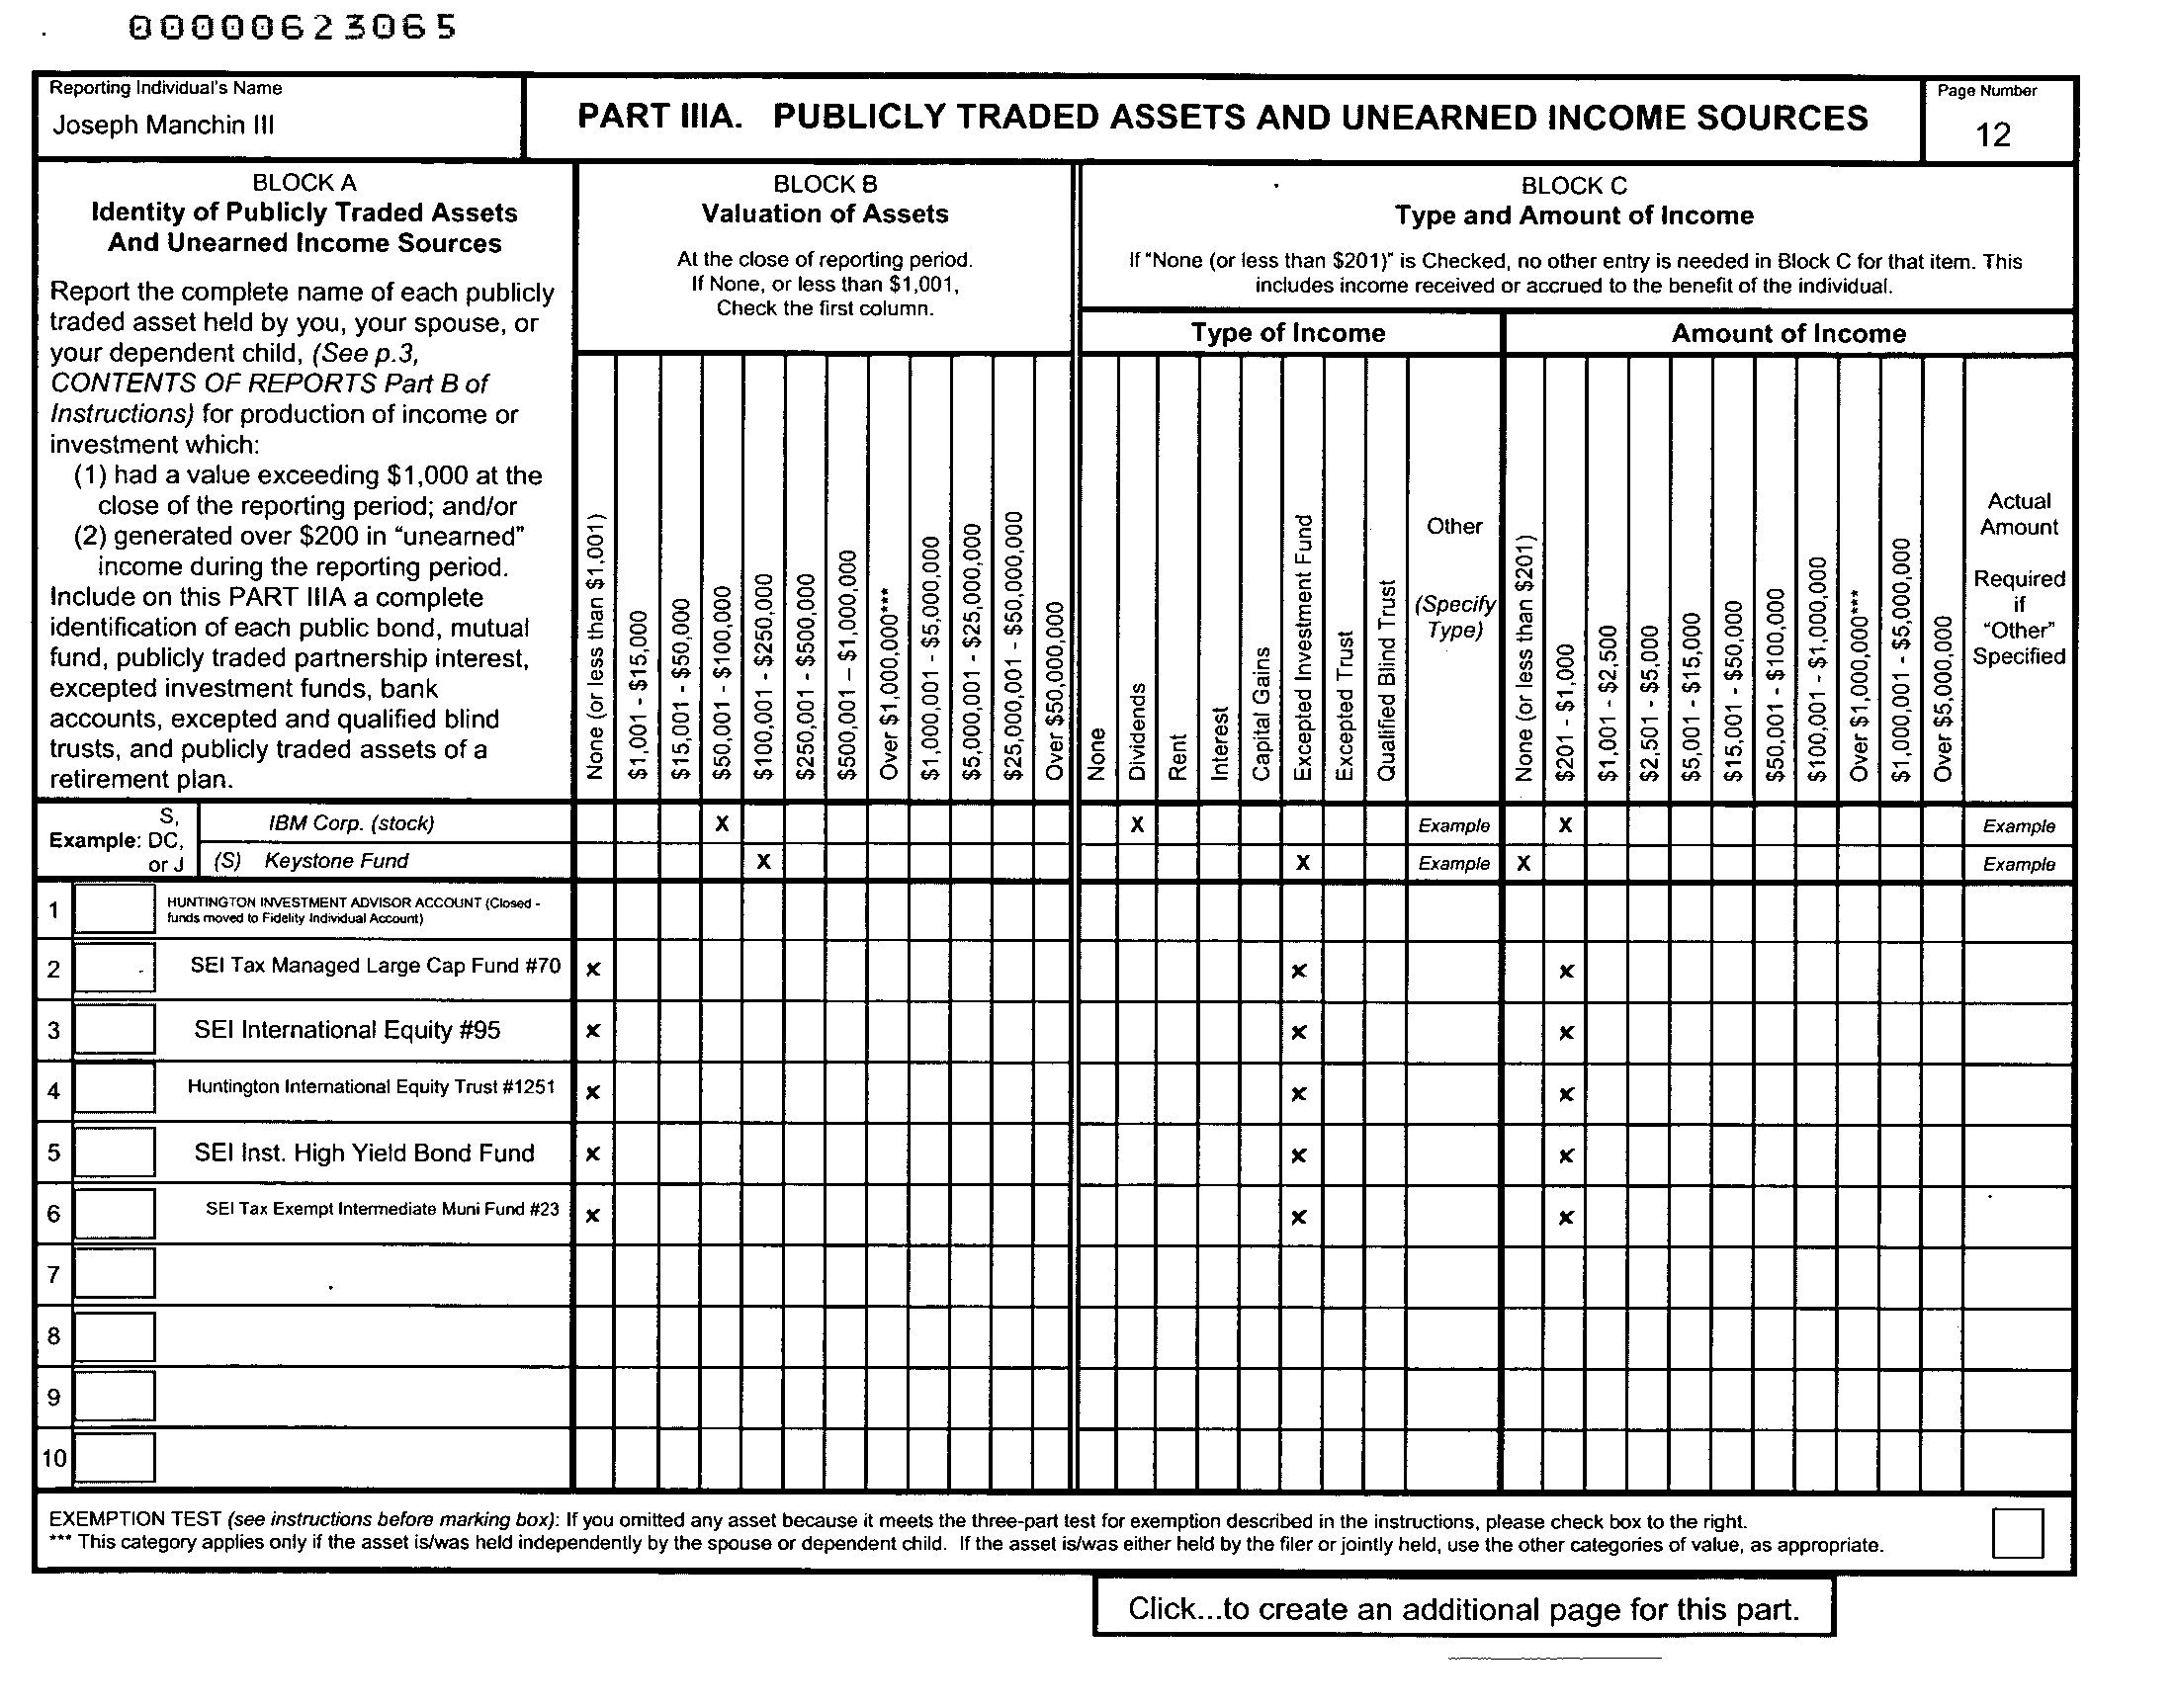 00000623065
Reporting Individual's Name
Joseph Manchin III
PART IIIA. PUBLICLY TRADED ASSETS AND UNEARNED INCOME SOURCES
Page Number
12
BLOCK A
Identity of Publicly Traded Assets
And Unearned Income Sources
Report the complete name of each publicly
traded asset held by you, your spouse, or
your dependent child, (See p.3,
CONTENTS OF REPORTS Part B of
Instructions) for production of income or
investment which:
(1) had a value exceeding $1,000 at the
close of the reporting period; and/or
(2) generated over $200 in "unearned"
income during the reporting period.
Include on this PART IIIA a complete
identification of each public bond, mutual
fund, publicly traded partnership interest,
excepted investment funds, bank
accounts, excepted and qualified blind
trusts, and publicly traded assets of a
retirement plan.
BLOCK B
Valuation of Assets
At the close of reporting period.
If None, or less than $1,001,
Check the first column.
None (or less than $1,001)
$1,001 - $15,000
$15,001 - $50,000
$50,001 - $100,000
$100,001 - $250,000
$250,001 - $500,000
$500,001 – $1,000,000
Over $1,000,000***
$1,000,001 - $5,000,000
$5,000,001 - $25,000,000
$25,000,001 - $50,000,000
Over $50,000,000
BLOCK C
Type and Amount of Income
If "None (or less than $201)" is Checked, no other entry is needed in Block C for that item. This
includes income received or accrued to the benefit of the individual.
Type of Income
None
Dividends
Rent
Interest
Capital Gains
Excepted Investment Fund
Excepted Trust
Qualified Blind Trust
Other
(Specify
Type)
Amount of Income
None (or less than $201)
$201 - $1,000
$1,001 - $2,500
$2,501 - $5,000
$5,001 - $15,000
$15,001 - $50,000
$50,001 - $100,000
$100,001 - $1,000,000
Over $1,000,000***
$1,000,001 - $5,000,000
Over $5,000,000
Actual
Amount
Required
if
"Other"
Specified
Example:
S,
DC,
or J
IBM Corp. (stock) X X Example X Example
(S) Keystone Fund X X Example X Example
1 HUNTINGTON INVESTMENT ADVISOR ACCOUNT (Closed -
funds moved to Fidelity Individual Account)
2 SEI Tax Managed Large Cap Fund #70 x x x
3 SEI International Equity #95 x x x
4 Huntington International Equity Trust #1251 x x x
5 SEI Inst. High Yield Bond Fund x x x
6 SEI Tax Exempt Intermediate Muni Fund #23 x x x
7
8
9
10
EXEMPTION TEST (see instructions before marking box): If you omitted any asset because it meets the three-part test for exemption described in the instructions, please check box to the right.
*** This category applies only if the asset is/was held independently by the spouse or dependent child. If the asset is/was either held by the filer or jointly held, use the other categories of value, as appropriate.
Click...to create an additional page for this part.